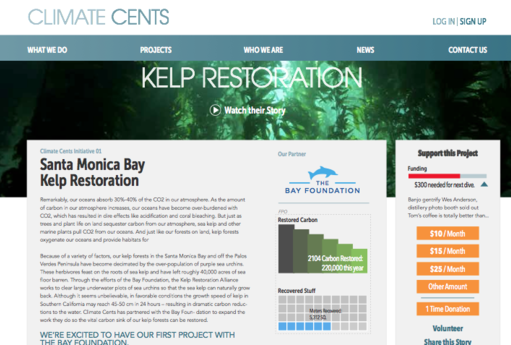 CLIMATE CENTS
LOG IN | SIGN UP
WHAT WE DO
PROJECTS
WHO WE ARE
NEWS
CONTACT US
KELP RESTORATION
Watch their Story
Climate Cents Initiative 01
Santa Monica Bay
Kelp Restoration
Remarkably, our oceans absorb 30%-40% of the CO2 in our atmosphere. As the amount
of carbon in our atmosphere increases, our oceans have become over-burdened with
CO2, which has resulted in dire effects like acidification and coral bleaching. But just as
trees and plant life on land sequester carbon from our atmosphere, sea kelp and other
marine plants pull CO2 from our oceans. And just like our forests on land, kelp forests
oxygenate our oceans and provide habitats for
Because of a variety of factors, our kelp forests in the Santa Monica Bay and off the Palos
Verdes Peninsula have become decimated by the over-population of purple sea urchins.
These herbivores feast on the roots of sea kelp and have left roughly 40,000 acres of sea
floor barren. Through the efforts of the Bay Foundation, the Kelp Restoration Alliance
works to clear large underwater plots of sea urchins so that the sea kelp can naturally grow
back. Although it seems unbelievable, in favorable conditions the growth speed of kelp in
Southern California may reach 45-50 cm in 24 hours – resulting in dramatic carbon reduc-
tions to the water. Climate Cents has partnered with the Bay Foun- dation to expand the
work they do so the vital carbon sink of our kelp forests can be restored.
WE'RE EXCITED TO HAVE OUR FIRST PROJECT WITH
THE BAY FOUNDATION.
Our Partner
THE
BAY FOUNDATION
Restored Carbon
2104 Carbon Restored:
270,000 this year
Recovered Stuff
Meters Recovered:
Support this Project
Funding
$300 needed for next dive.
Banjo gentrify Wes Anderson,
distillery photo booth sord out
Tom's coffee is totally better than...
$10 / Month
$15 / Month
$25 / Month
Other Amount
1 Time Donation
Volunteer
Share this Story